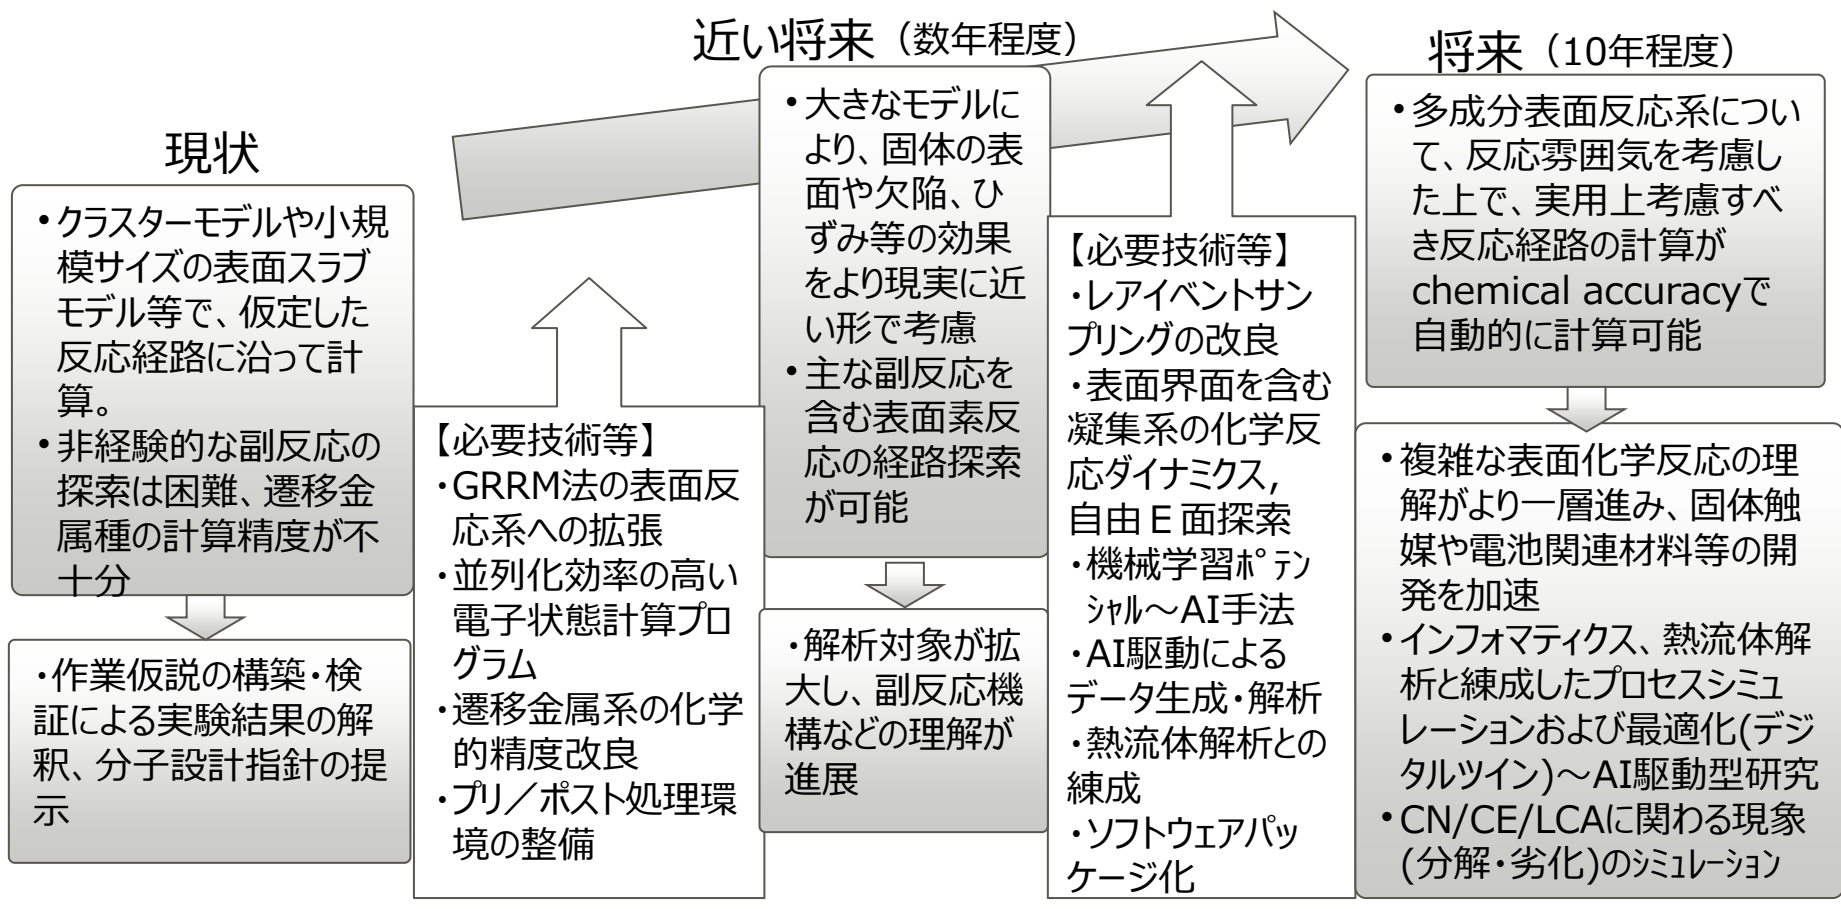 現状
・クラスターモデルや小規
模サイズの表面スラブ
モデル等で、仮定した
反応経路に沿って計
算。
・非経験的な副反応の
探索は困難、遷移金
属種の計算精度が不
十分
・作業仮説の構築・検
証による実験結果の解
釈、分子設計指針の提
示
【必要技術等】
・GRRM法の表面反
応系への拡張
・並列化効率の高い
電子状態計算プロ
グラム
・遷移金属系の化学
的精度改良
・プリ／ポスト処理環
境の整備
近い将来（数年程度）
・大きなモデルに
より、固体の表
面や欠陥、ひ
ずみ等の効果
をより現実に近
い形で考慮
・主な副反応を
含む表面素反
応の経路探索
が可能
・解析対象が拡
大し、副反応機
構などの理解が
進展
【必要技術等】
・レアイベントサン
プリングの改良
・表面界面を含む
凝集系の化学反
応ダイナミクス,
自由Ｅ面探索
・機械学習ﾎﾟﾃﾝ
ｼｬﾙ～AI手法
・AI駆動による
データ生成・解析
・熱流体解析との
練成
・ソフトウェアパッ
ケージ化
将来（10年程度）
・多成分表面反応系につい
て、反応雰囲気を考慮し
た上で、実用上考慮すべ
き反応経路の計算が
chemical accuracyで
自動的に計算可能
・複雑な表面化学反応の理
解がより一層進み、固体触
媒や電池関連材料等の開
発を加速
・インフォマティクス、熱流体解
析と練成したプロセスシミュ
レーションおよび最適化(デジ
タルツイン)～AI駆動型研究
・CN/CE/LCAに関わる現象
(分解・劣化)のｼﾐｭﾚｰｼｮﾝ